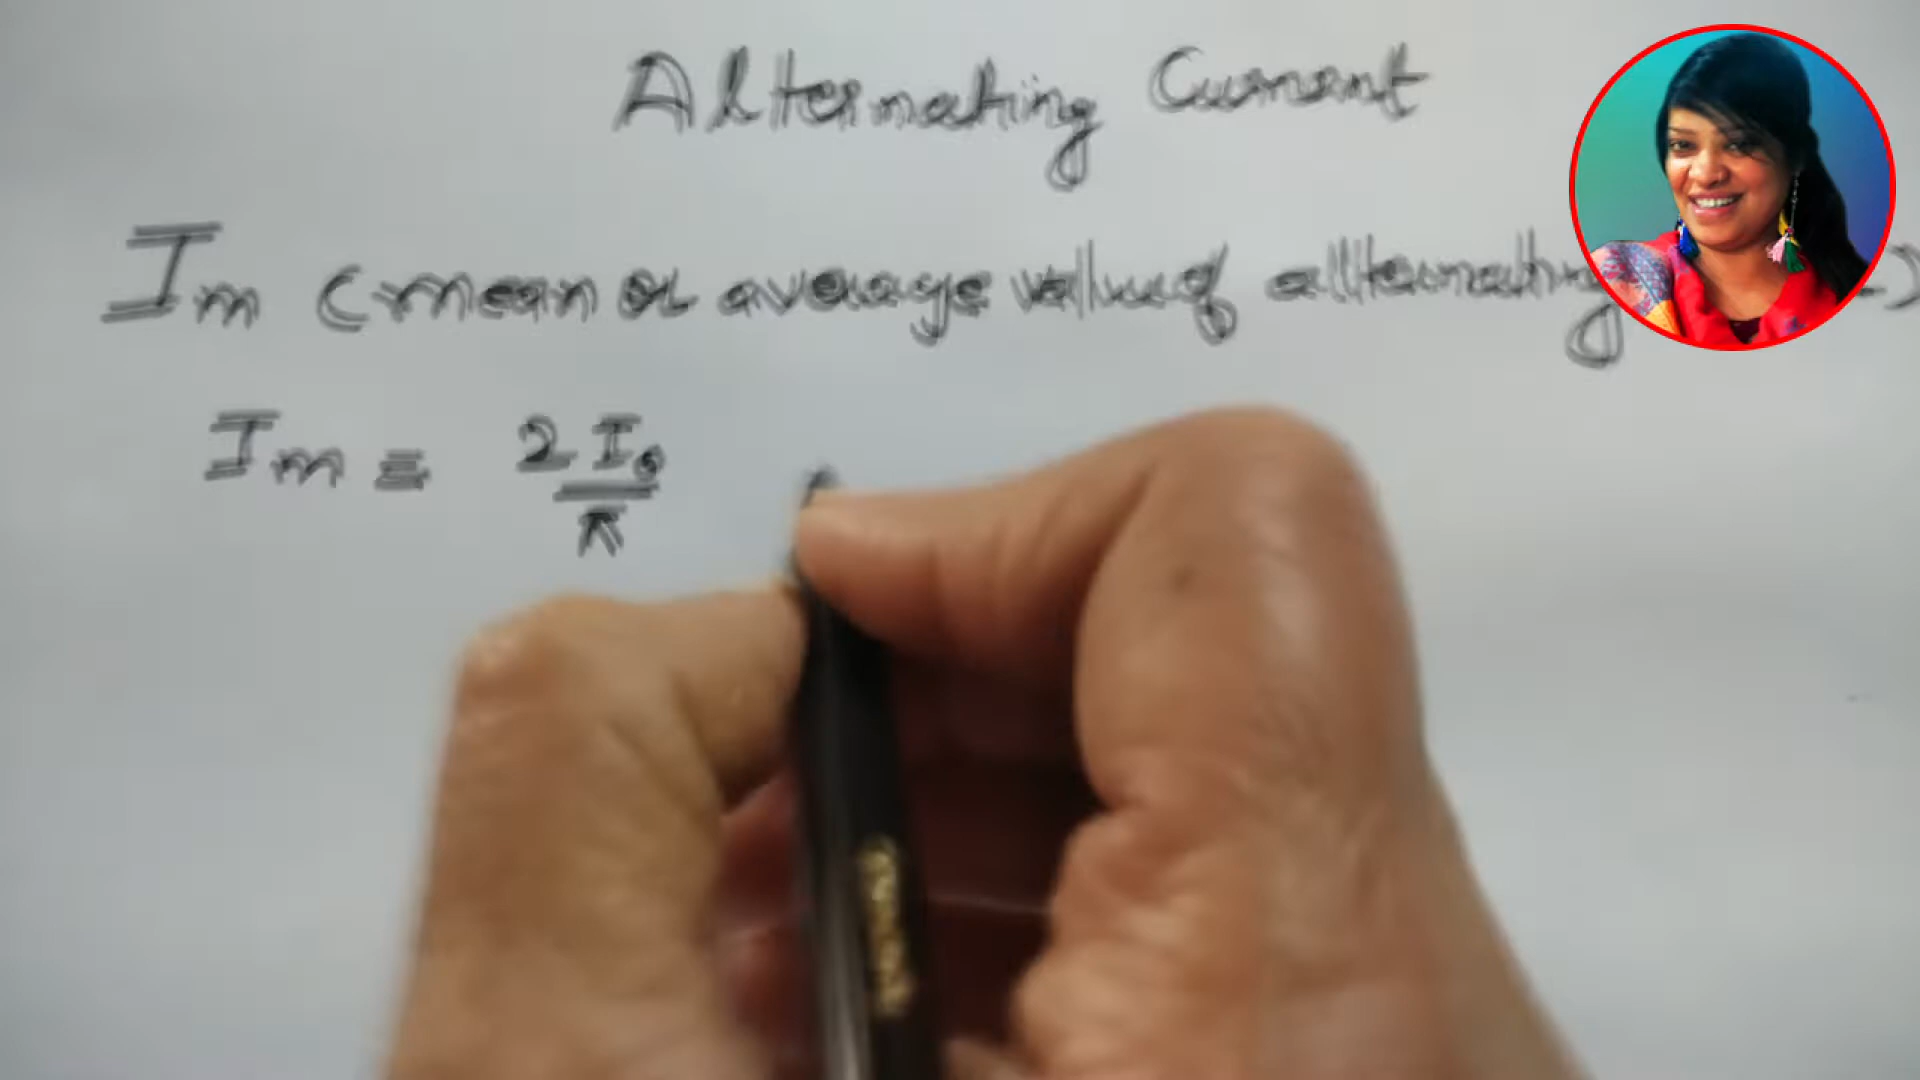 Alternating Current
Im (mean or average value of alternating )
Im = 2I₀/π